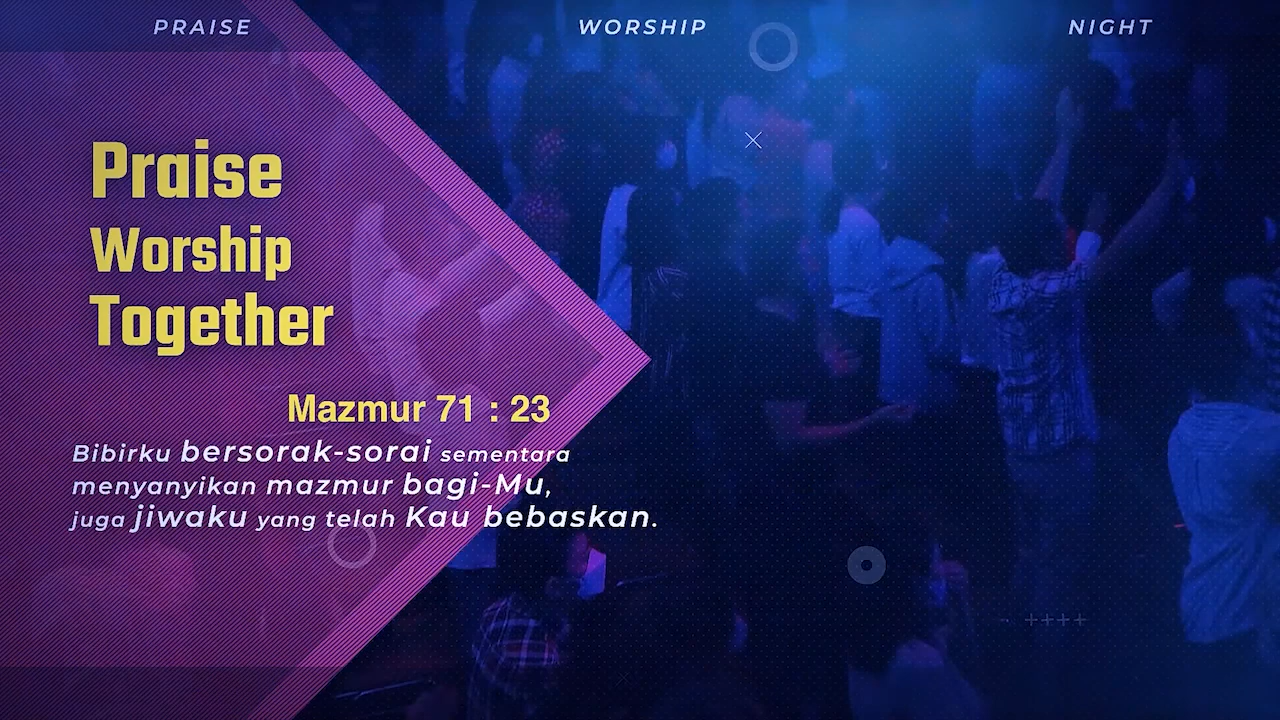 PRAISE WORSHIP NIGHT
Praise
Worship
Together
Mazmur 71 : 23
Bibirku bersorak-sorai sementara
menyanyikan mazmur bagi-Mu,
juga jiwaku yang telah Kau bebaskan.